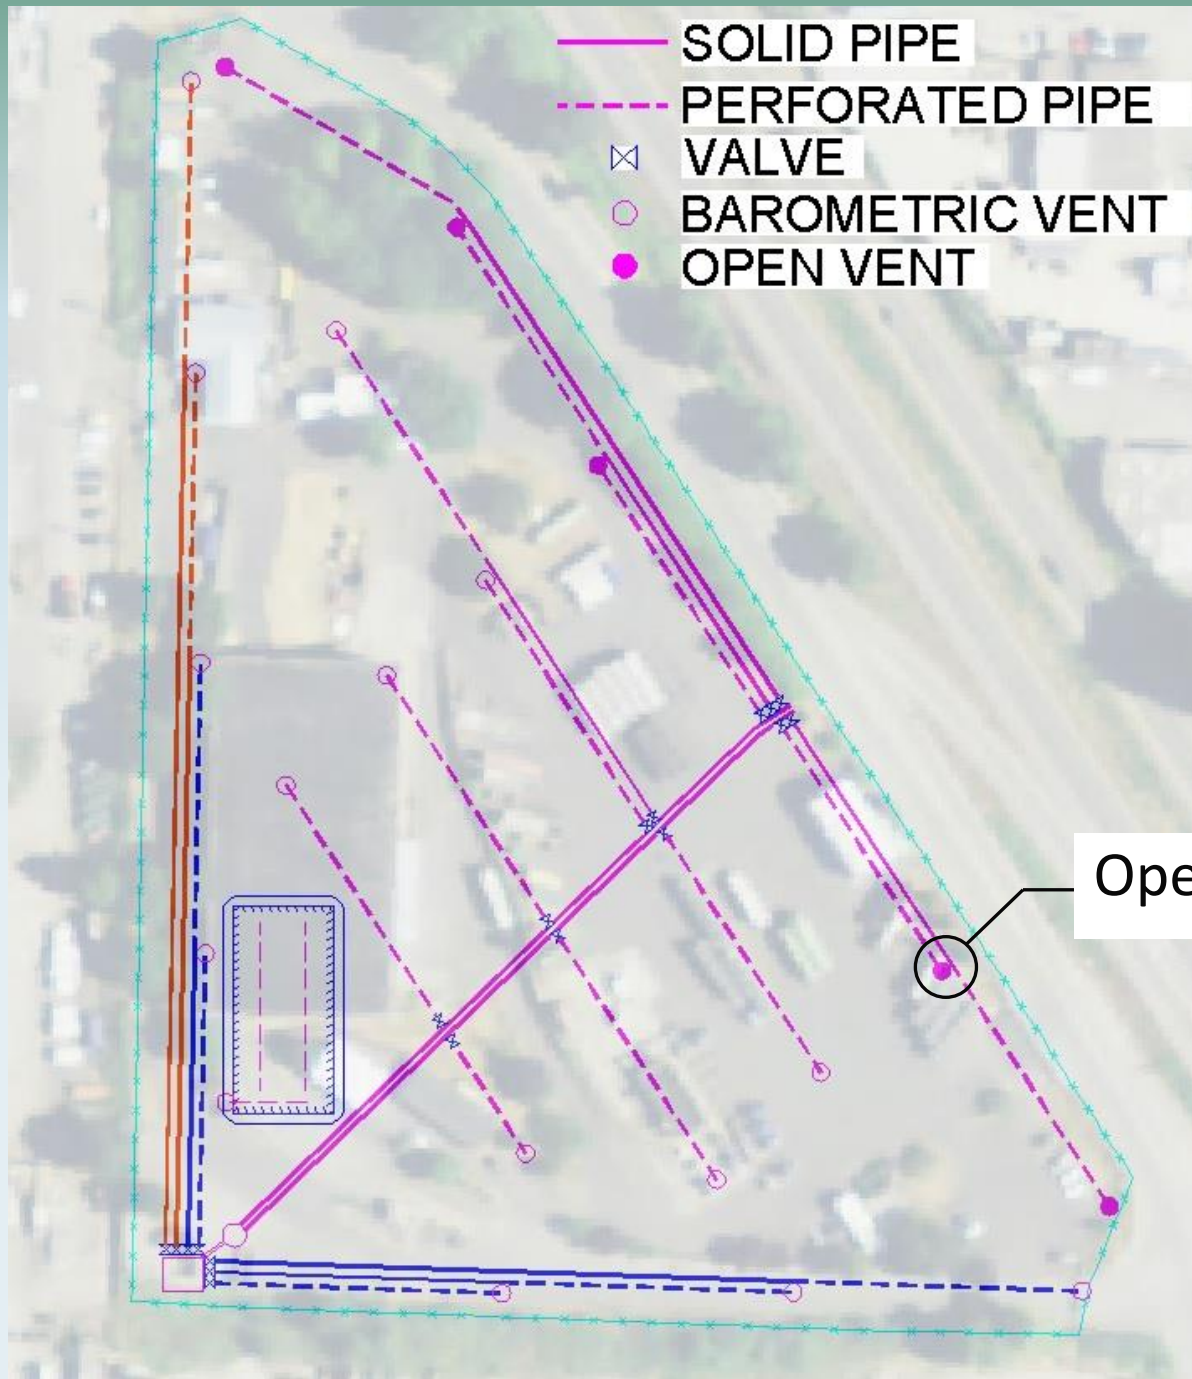 SOLID PIPE
PERFORATED PIPE
VALVE
BAROMETRIC VENT
OPEN VENT
Ope